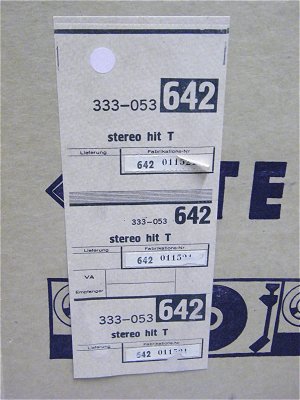 333-053 642
stereo hit T
Lieferung Fabrikations-Nr
642
333-053 642
stereo hit T
Lieferung Fabrikations-Nr
642 011521
VA
Empfänger
333-053 642
stereo hit T
Lieferung Fabrikations-Nr
642
TE